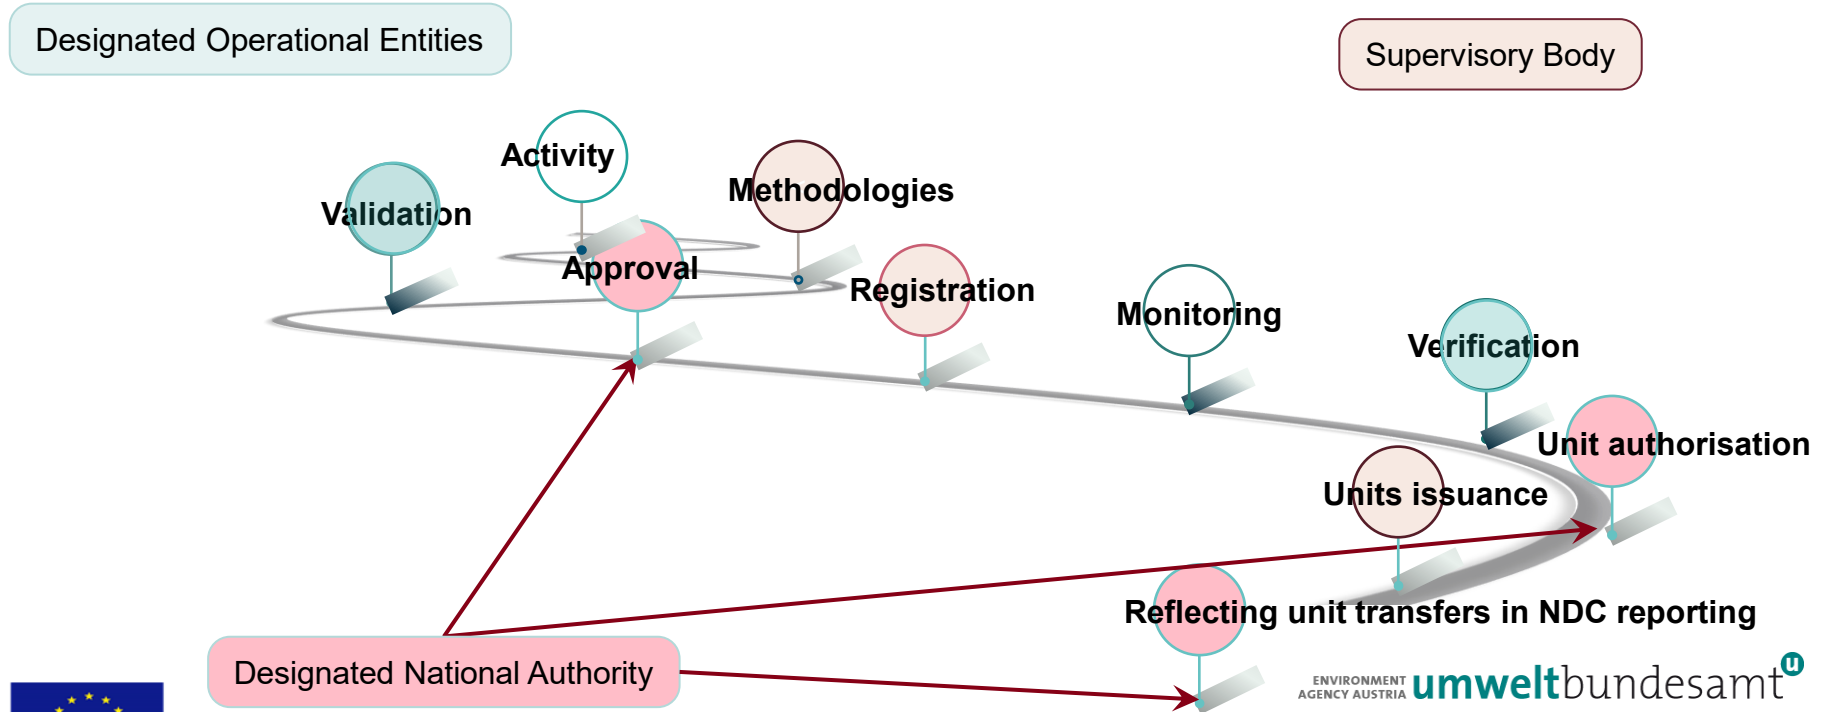 Designated Operational Entities
Supervisory Body
Activity
Methodologies
Validation
Approval
Registration
Monitoring
Verification
Unit authorisation
Units issuance
Reflecting unit transfers in NDC reporting
Designated National Authority
ENVIRONMENT
AGENCY AUSTRIA umweltbundesamt u